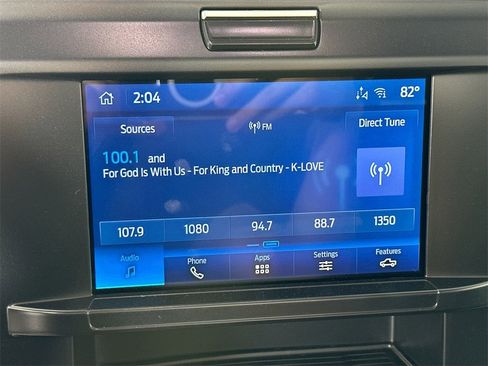 2:04
82°
Sources
FM
Direct Tune
100.1 and
For God Is With Us - For King and Country - K-LOVE
107.9 1080 94.7 88.7 1350
Audio Phone Apps Settings Features